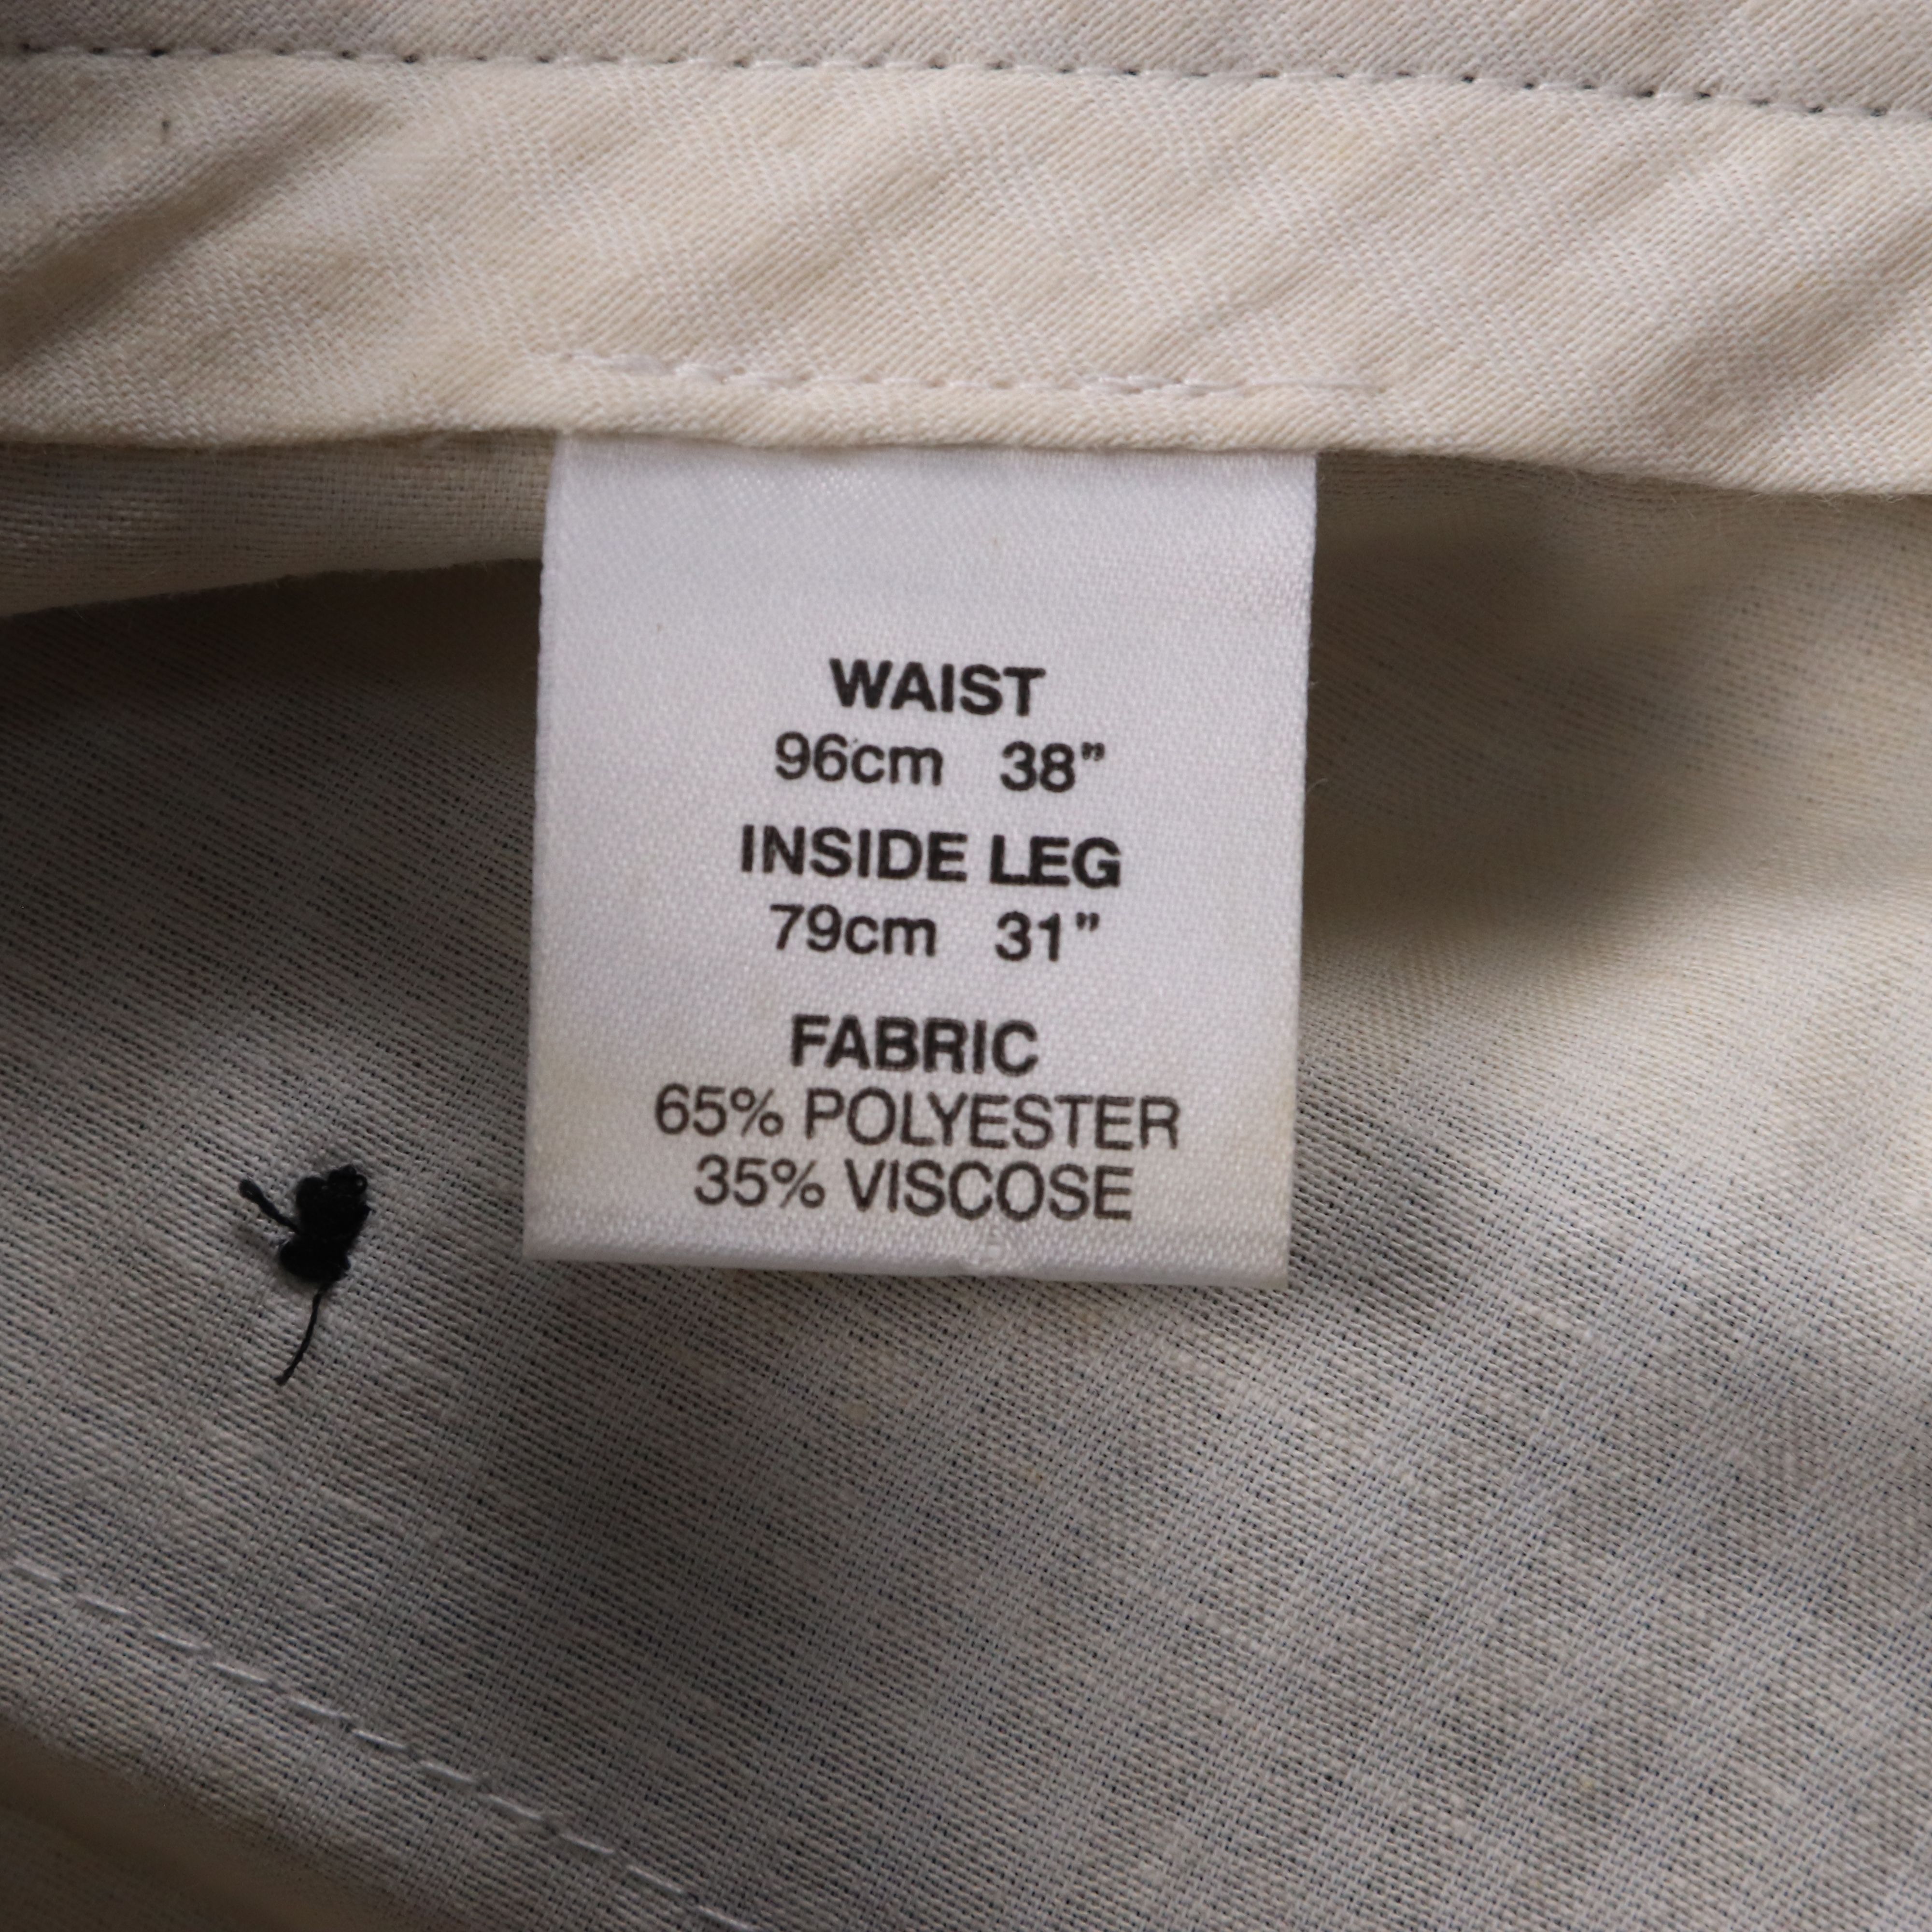 WAIST
96cm 38”
INSIDE LEG
79cm 31”
FABRIC
65% POLYESTER
35% VISCOSE